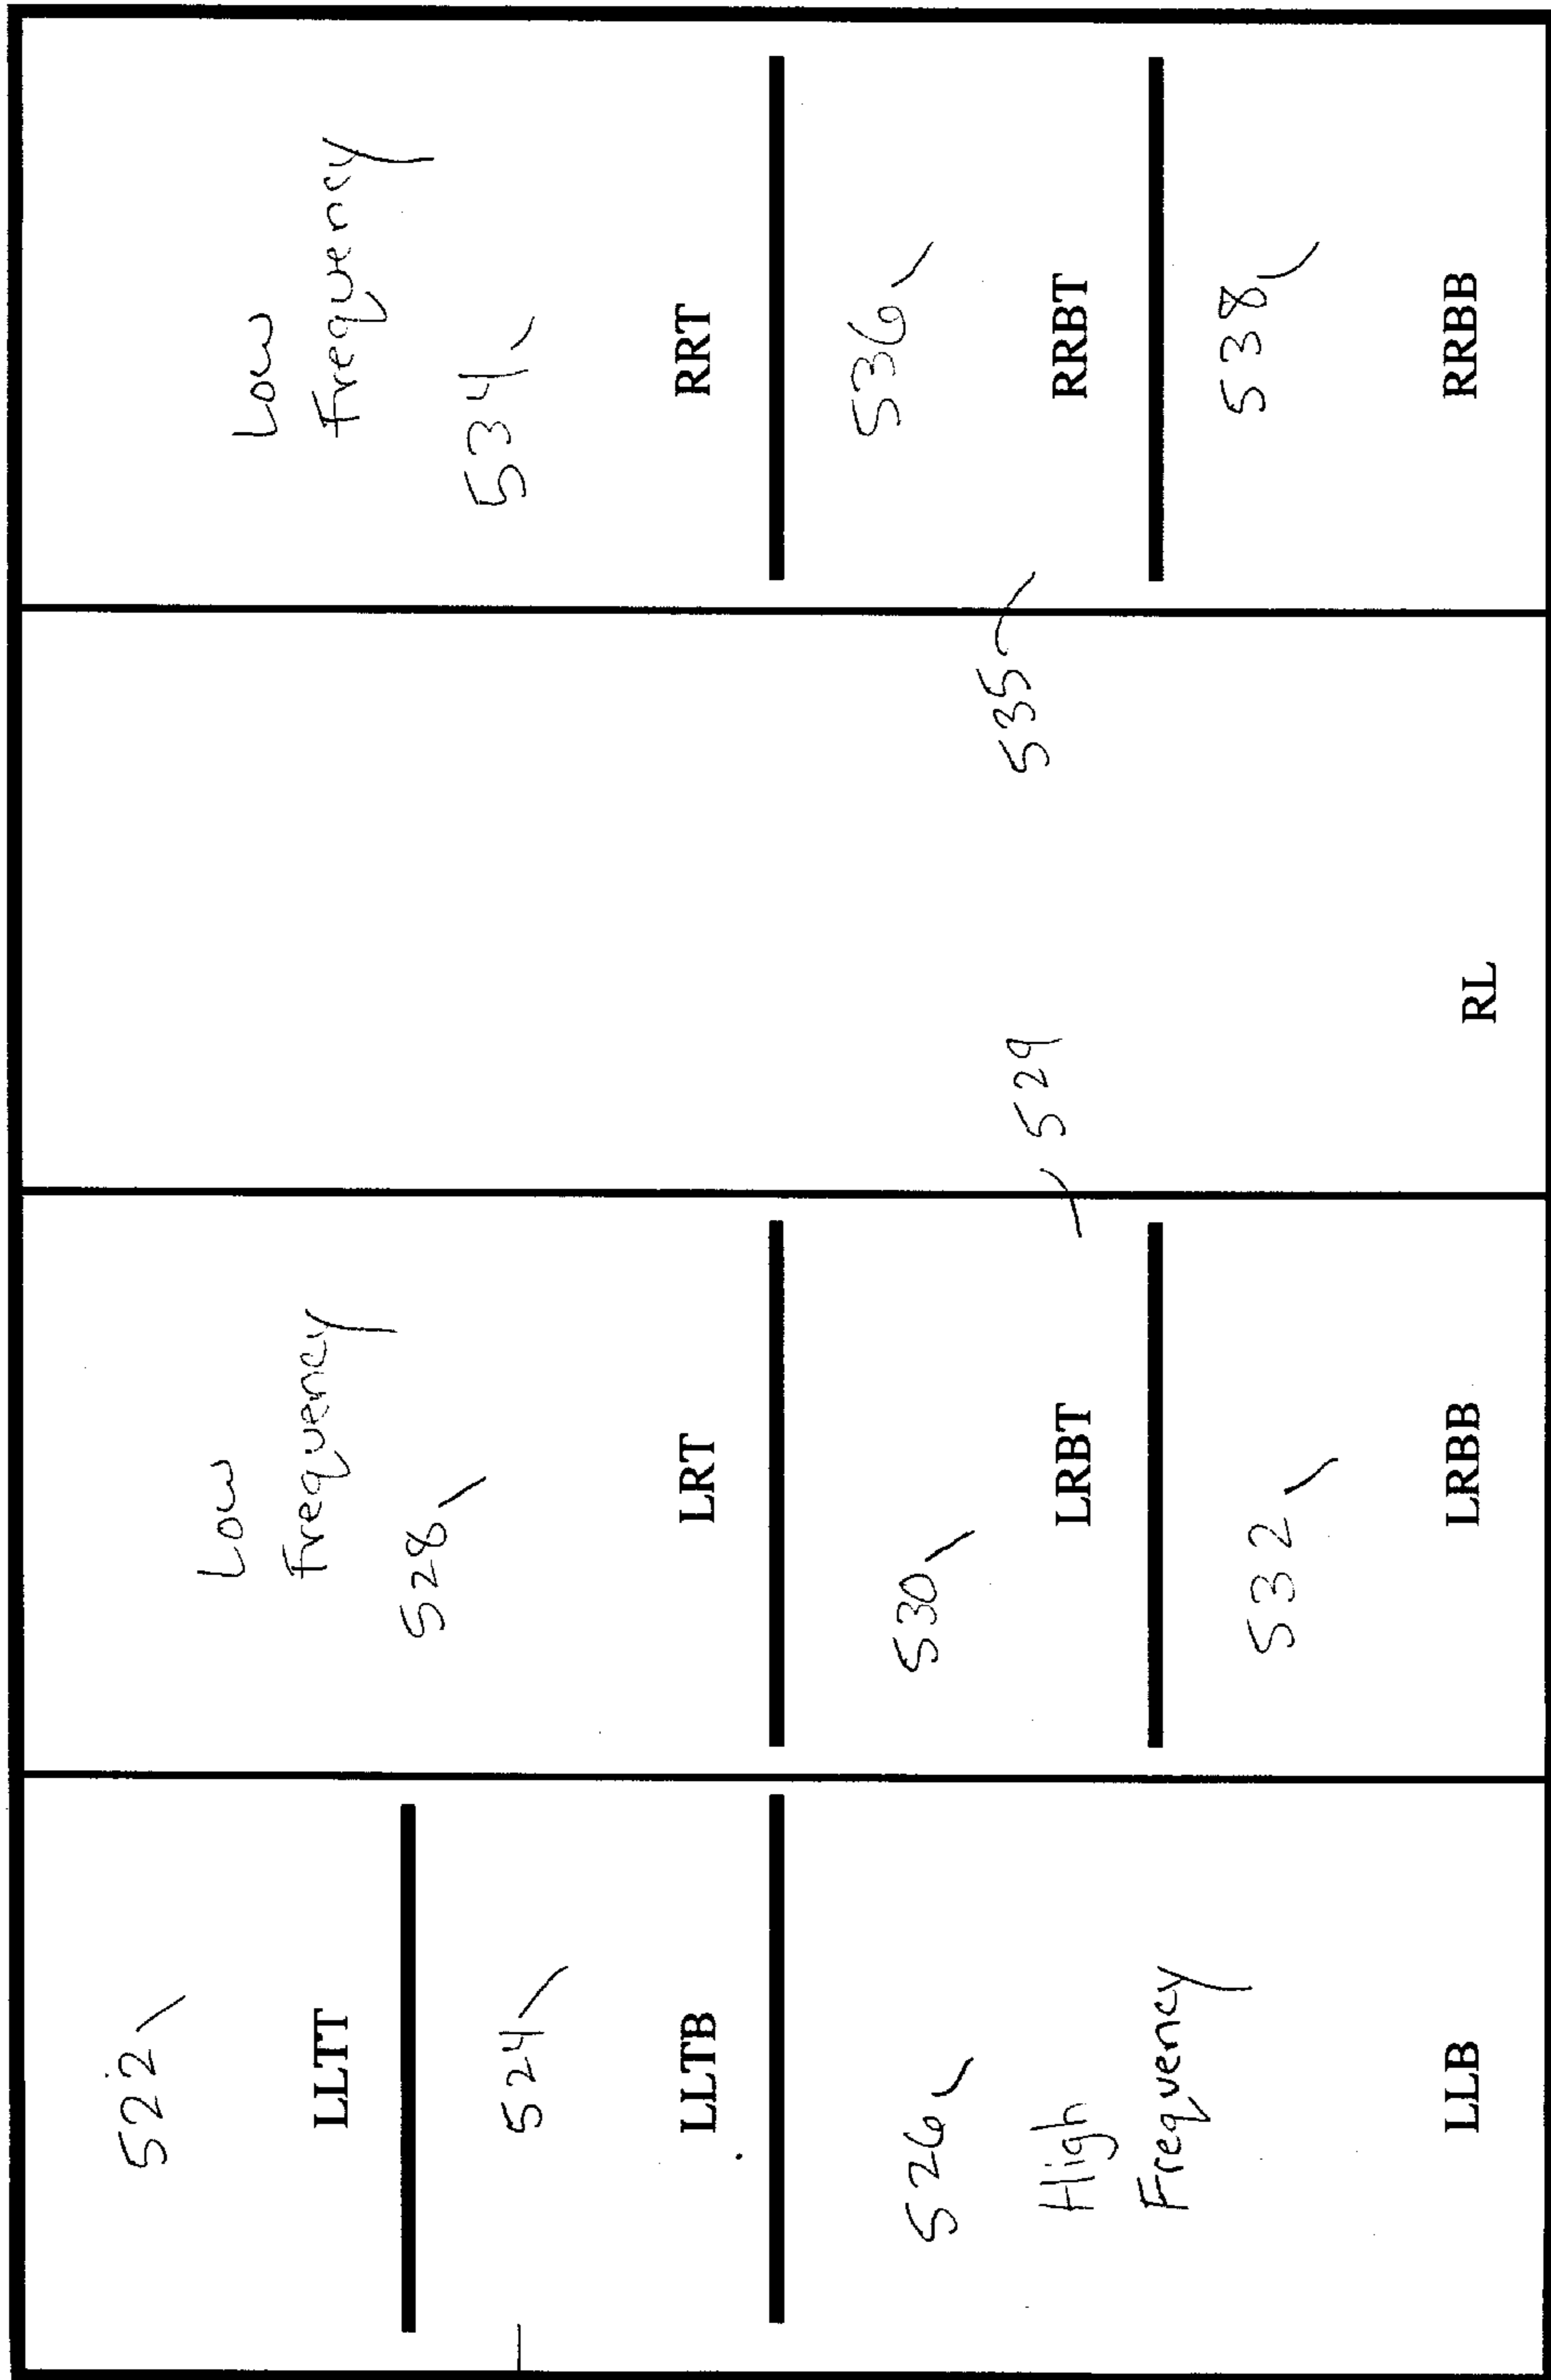 522
LLTT
524
LLTB
526
High
Frequency
LLB
Low
Frequency
528
LRT
530
LRBT
532
LRBB
529
535
RL
Low
Frequency
534
RRT
536
RRBT
538
RRBB